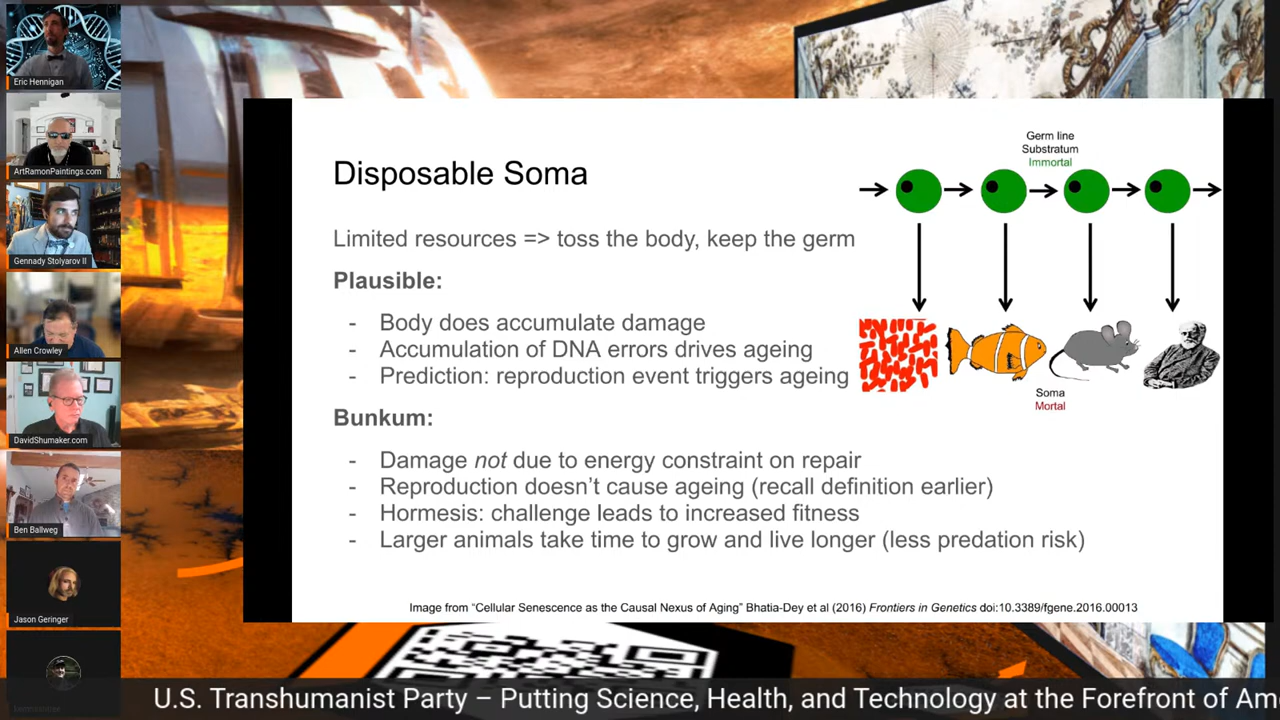 Eric Hennigan
ArtRamonPaintings.com
Gennady Stolyarov II
Allen Crowley
DavidShumaker.com
Ben Ballweg
Jason Geringer
Disposable Soma
Limited resources => toss the body, keep the germ
Plausible:
- Body does accumulate damage
- Accumulation of DNA errors drives ageing
- Prediction: reproduction event triggers ageing
Bunkum:
- Damage not due to energy constraint on repair
- Reproduction doesn't cause ageing (recall definition earlier)
- Hormesis: challenge leads to increased fitness
- Larger animals take time to grow and live longer (less predation risk)
Germ line
Substratum
Immortal
Soma
Mortal
Image from "Cellular Senescence as the Causal Nexus of Aging" Bhatia-Dey et al (2016) Frontiers in Genetics doi:10.3389/fgene.2016.00013
U.S. Transhumanist Party – Putting Science, Health, and Technology at the Forefront of Am